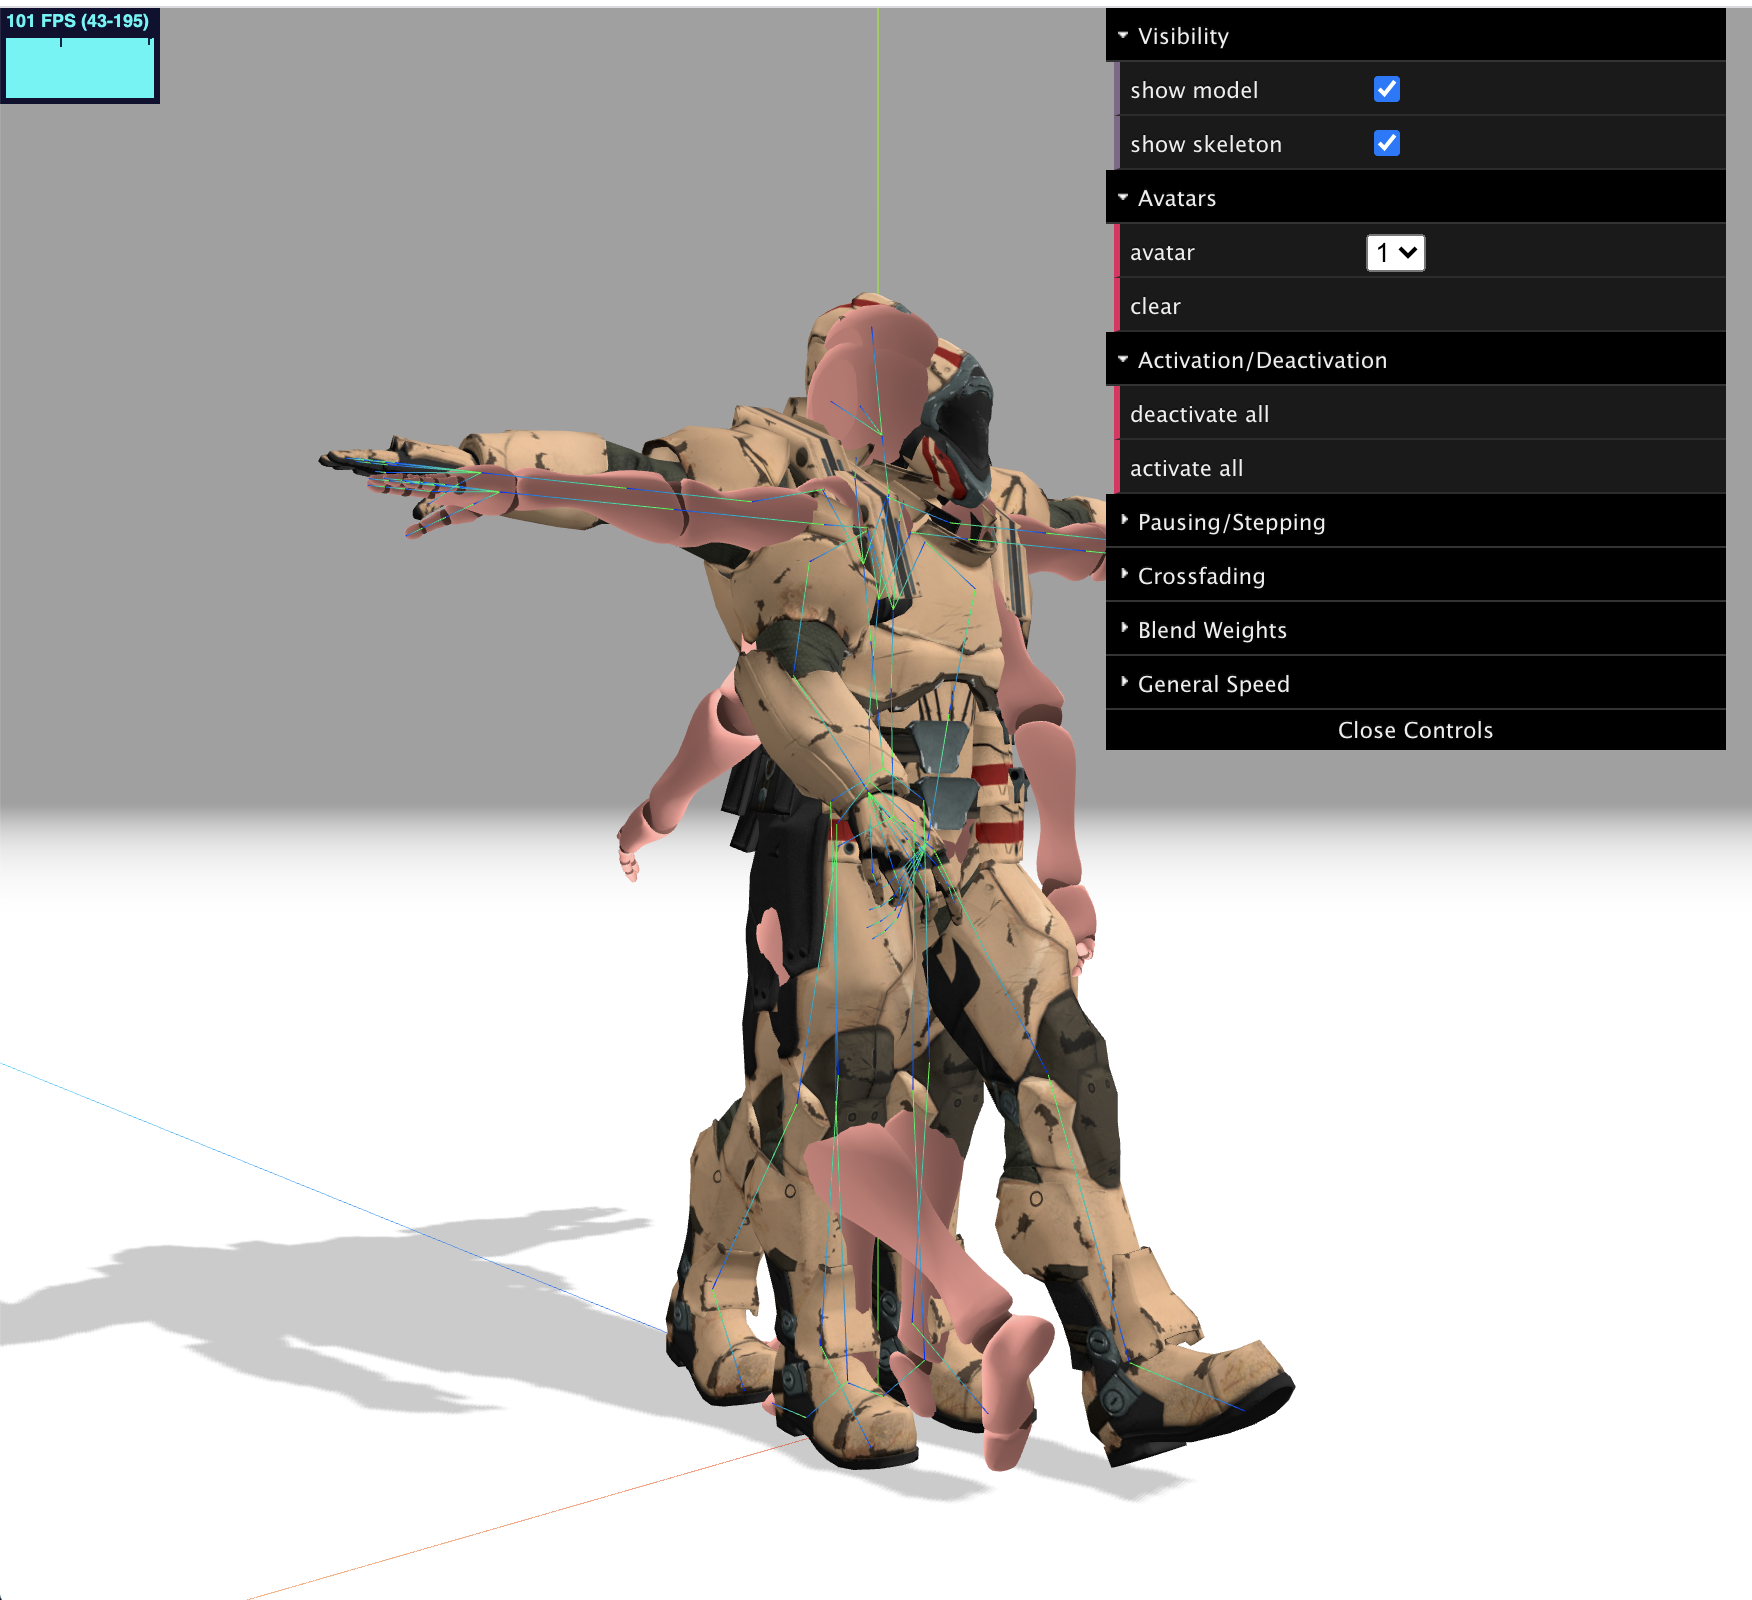 101 FPS (43-195)
Visibility
show model
show skeleton
Avatars
avatar 1
clear
Activation/Deactivation
deactivate all
activate all
Pausing/Stepping
Crossfading
Blend Weights
General Speed
Close Controls